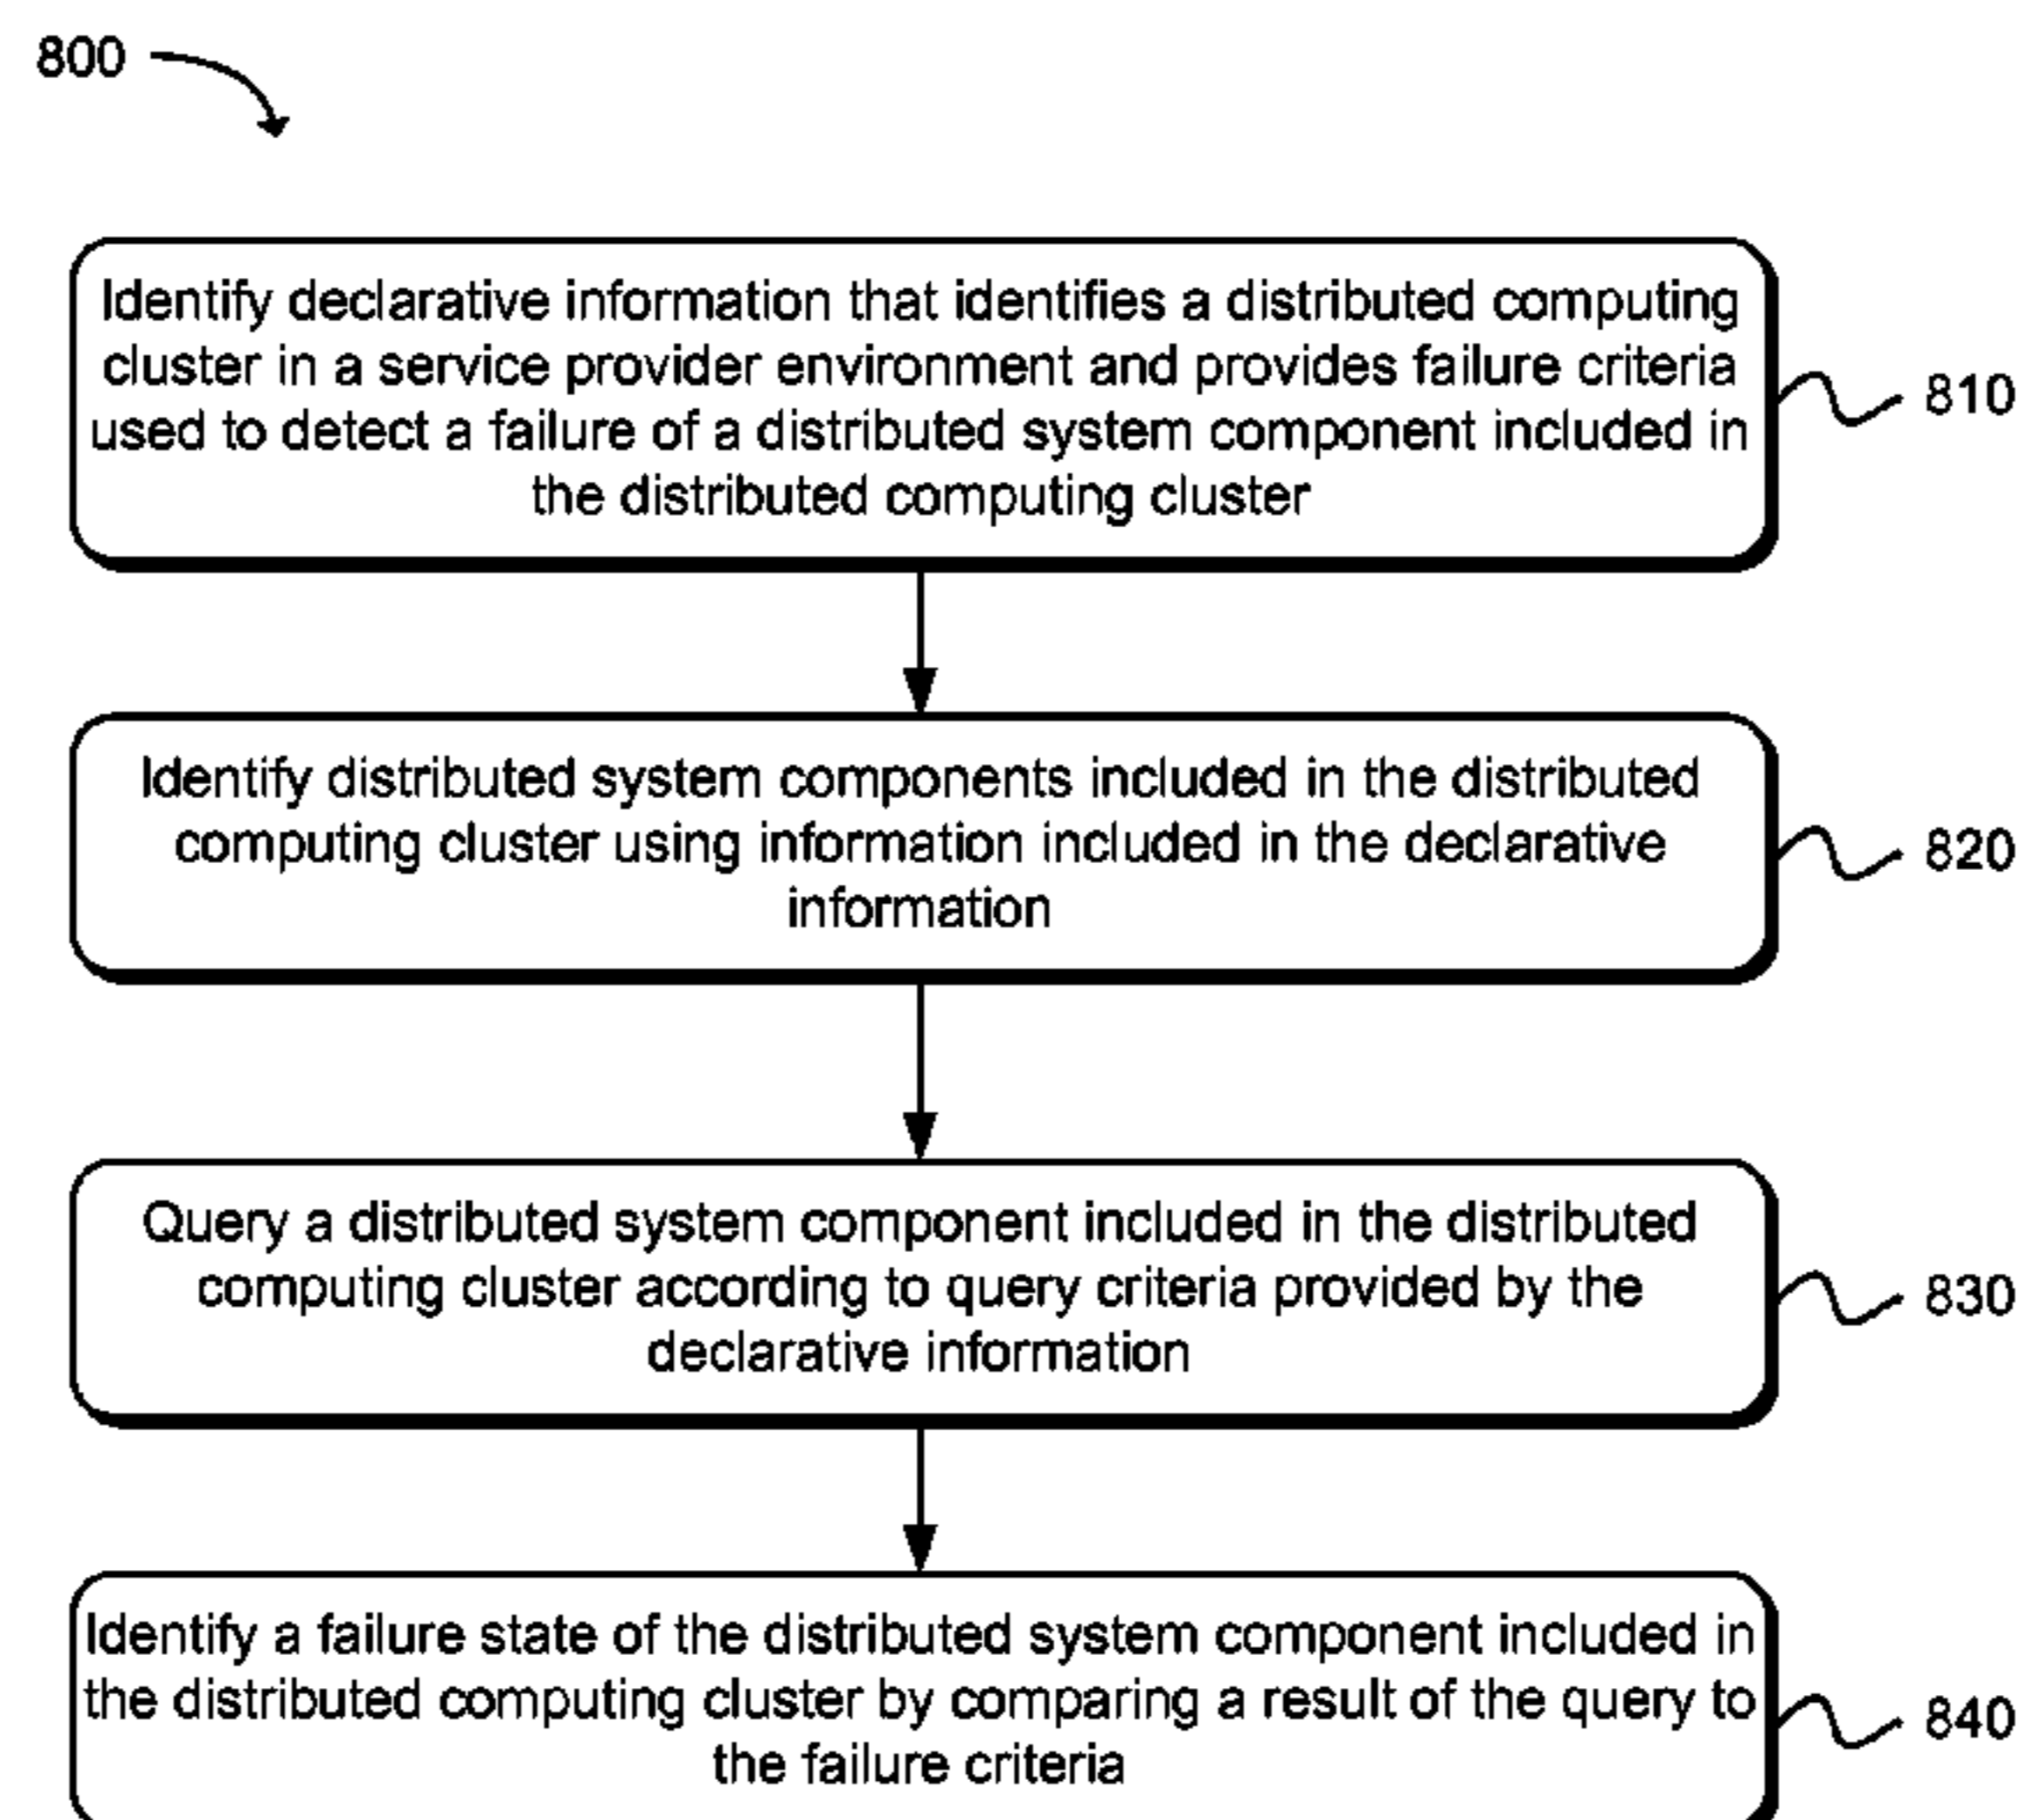 800
Identify declarative information that identifies a distributed computing
cluster in a service provider environment and provides failure criteria
used to detect a failure of a distributed system component included in
the distributed computing cluster
810
Identify distributed system components included in the distributed
computing cluster using information included in the declarative
information
820
Query a distributed system component included in the distributed
computing cluster according to query criteria provided by the
declarative information
830
Identify a failure state of the distributed system component included in
the distributed computing cluster by comparing a result of the query to
the failure criteria
840